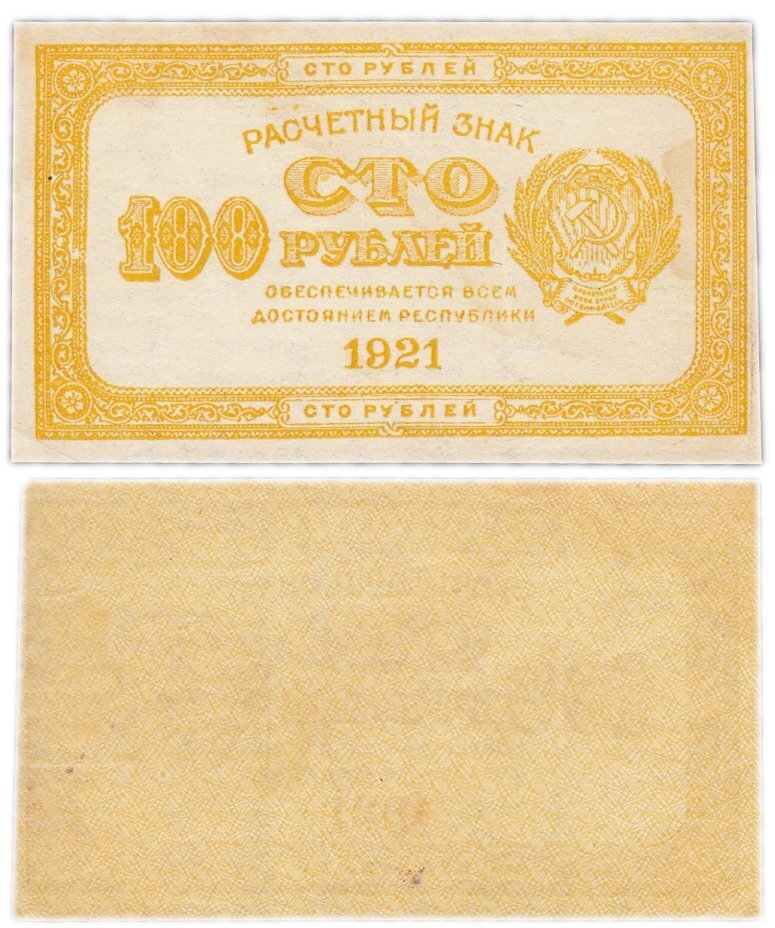 СТО РУБЛЕЙ
РАСЧЕТНЫЙ ЗНАК
100
СТО
РУБЛЕЙ
ОБЕСПЕЧИВАЕТСЯ ВСЕМ
ДОСТОЯНИЕМ РЕСПУБЛИКИ
1921
СТО РУБЛЕЙ